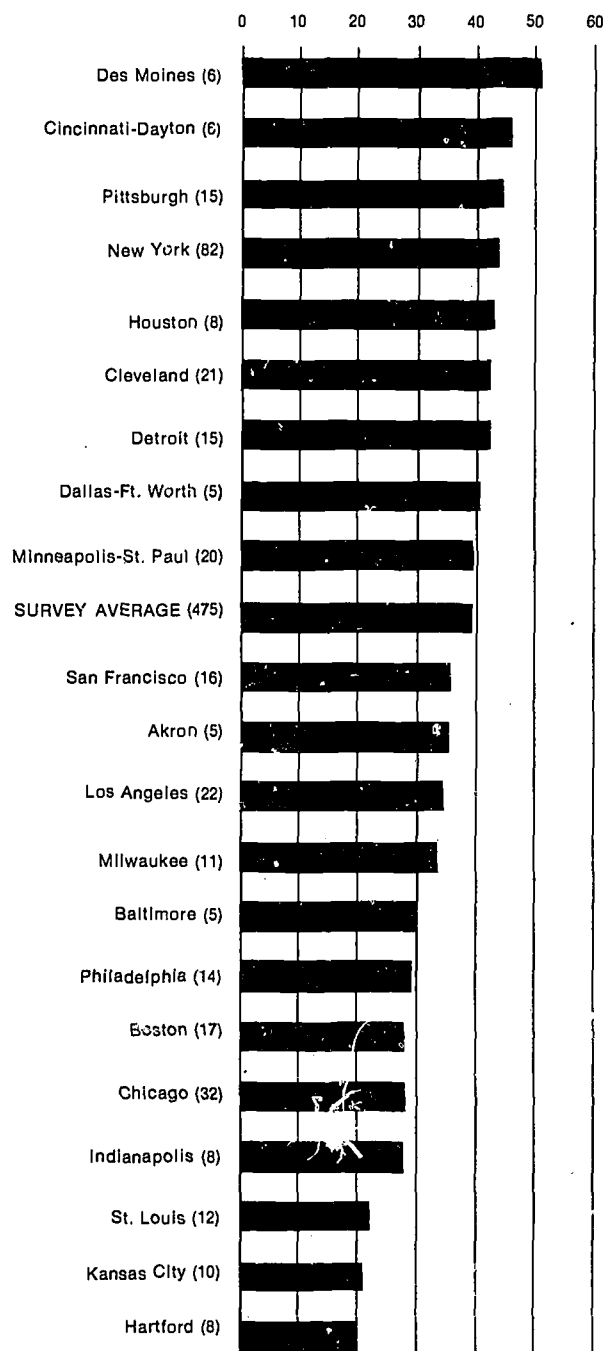 0 10 20 30 40 50 60
Des Moines (6)
Cincinnati-Dayton (6)
Pittsburgh (15)
New York (82)
Houston (8)
Cleveland (21)
Detroit (15)
Dallas-Ft. Worth (5)
Minneapolis-St. Paul (20)
SURVEY AVERAGE (475)
San Francisco (16)
Akron (5)
Los Angeles (22)
Milwaukee (11)
Baltimore (5)
Philadelphia (14)
Boston (17)
Chicago (32)
Indianapolis (8)
St. Louis (12)
Kansas City (10)
Hartford (8)